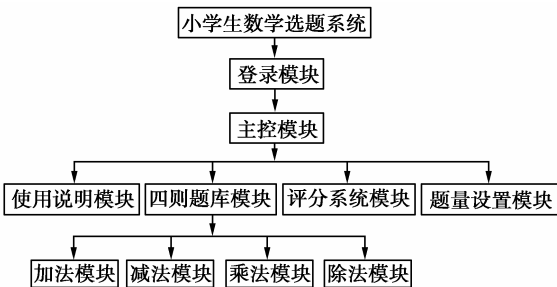 小学生数学选题系统
登录模块
主控模块
使用说明模块 四则题库模块 评分系统模块 题量设置模块
加法模块 减法模块 乘法模块 除法模块